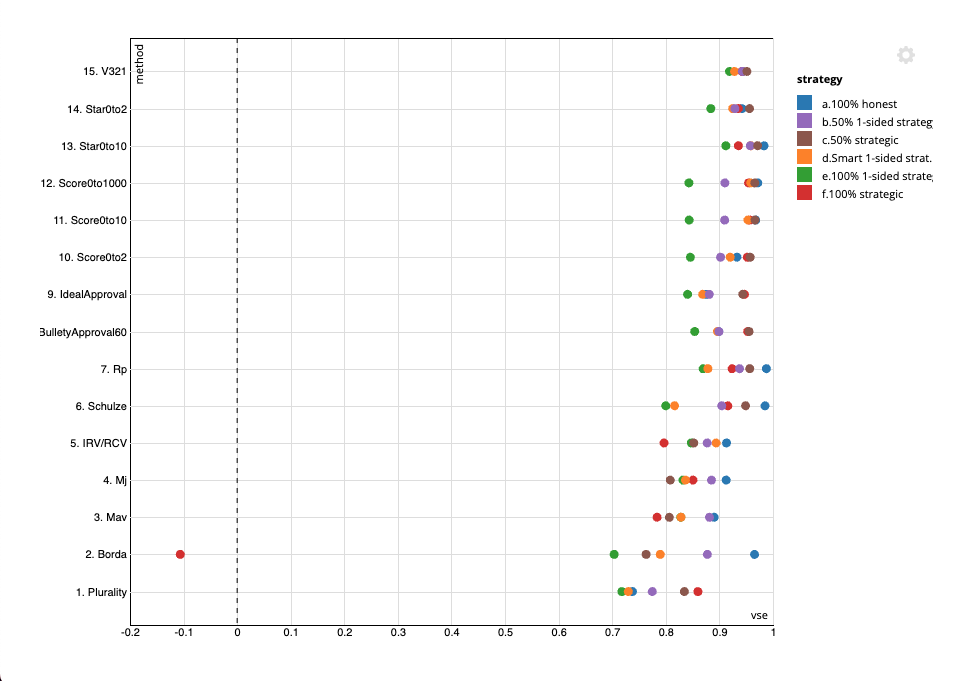 method
15. V321
14. Star0to2
13. Star0to10
12. Score0to1000
11. Score0to10
10. Score0to2
9. IdealApproval
BulletyApproval60
7. Rp
6. Schulze
5. IRV/RCV
4. Mj
3. Mav
2. Borda
1. Plurality
vse
-0.2 -0.1 0 0.1 0.2 0.3 0.4 0.5 0.6 0.7 0.8 0.9 1
strategy
a.100% honest
b.50% 1-sided strateg
c.50% strategic
d.Smart 1-sided strat.
e.100% 1-sided strate
f.100% strategic